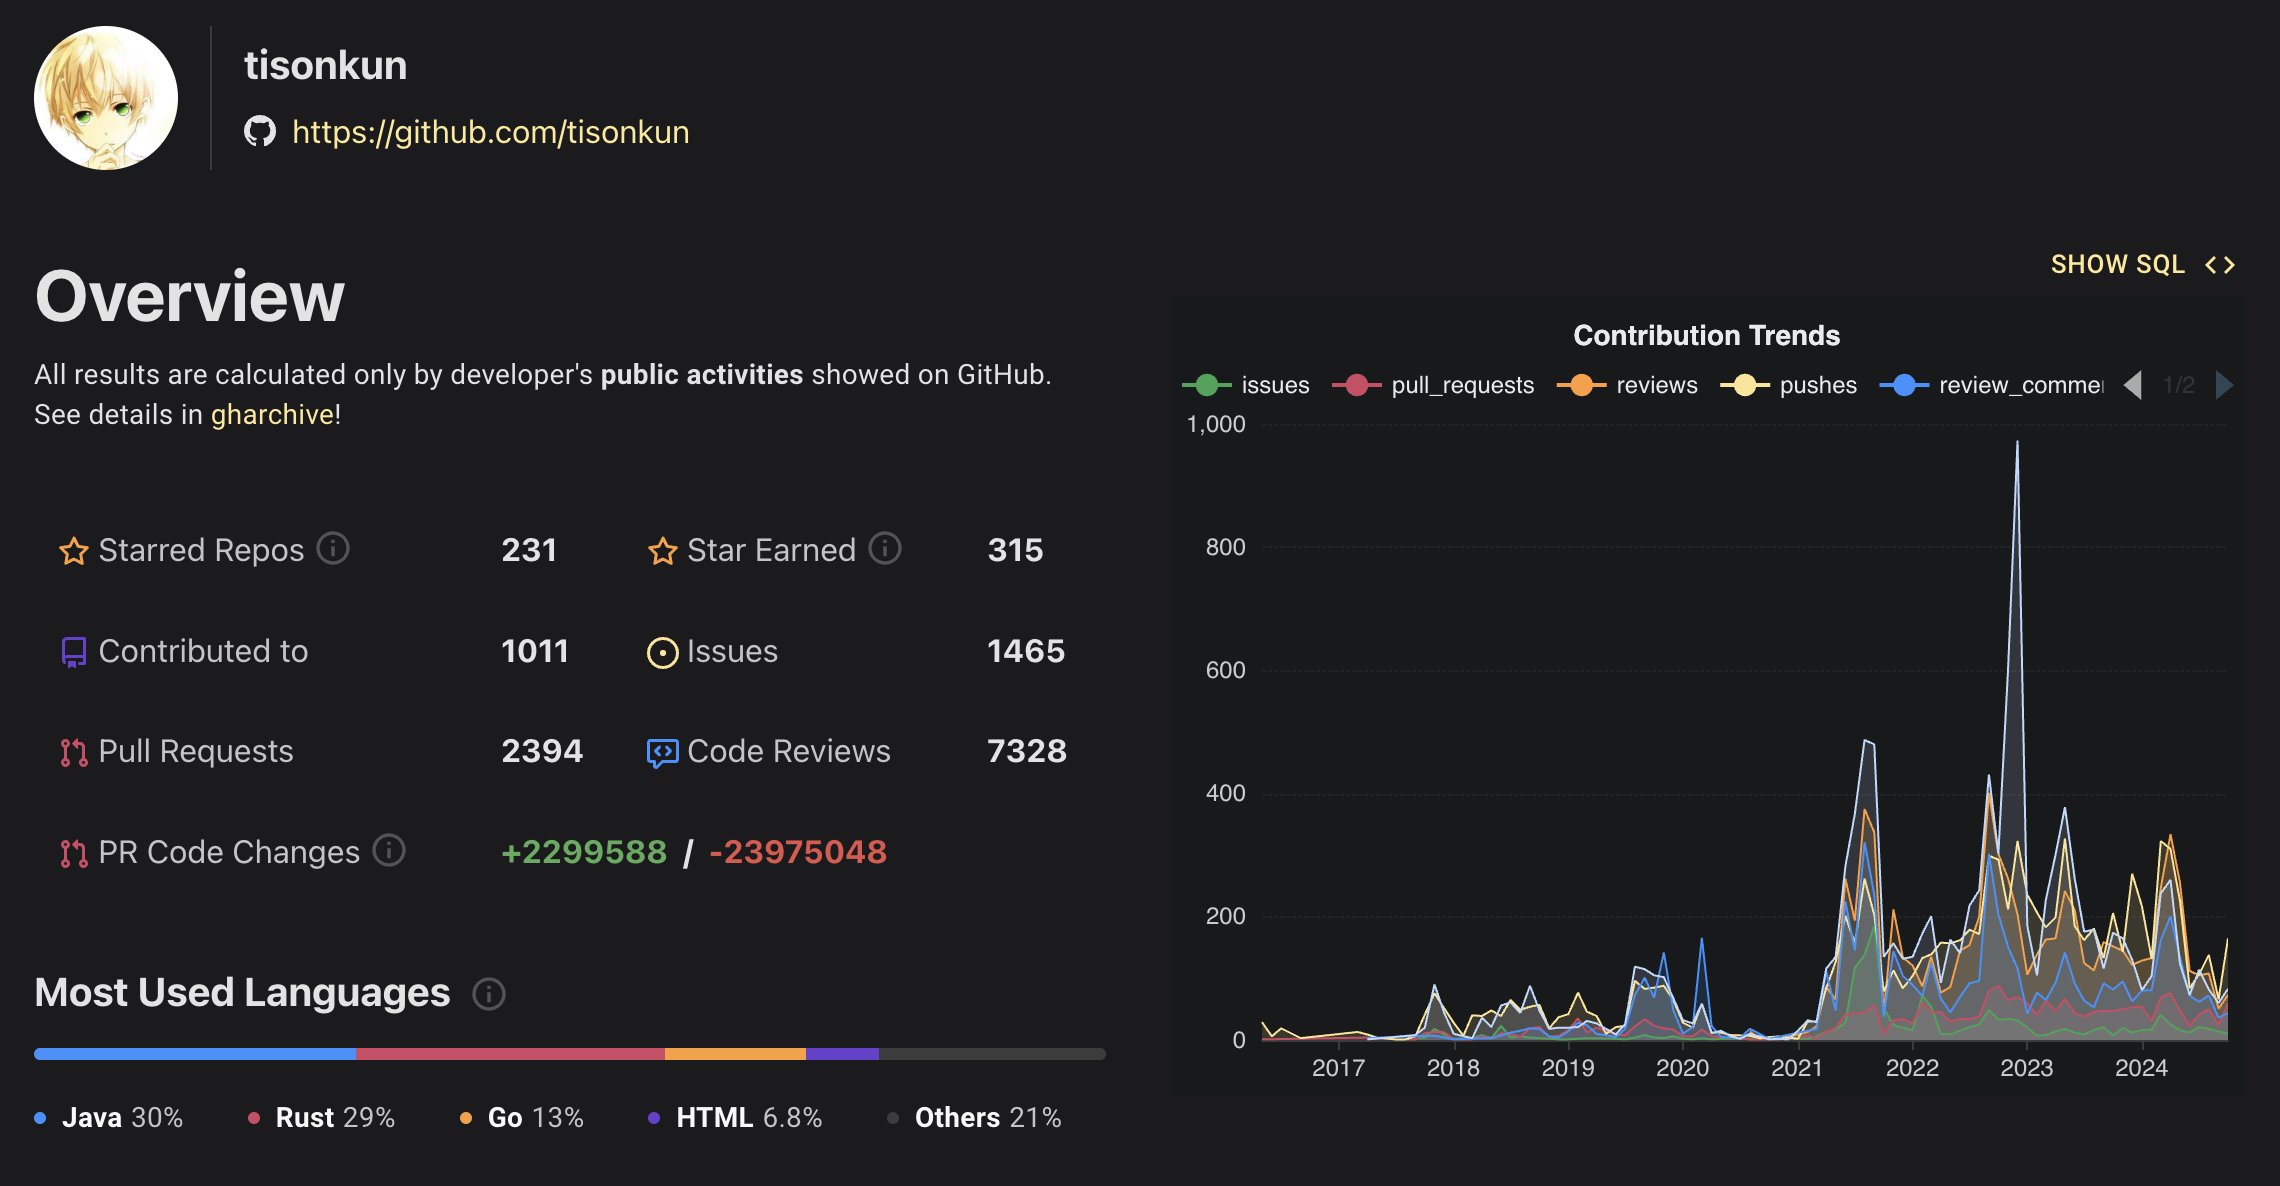 tisonkun
https://github.com/tisonkun
Overview
All results are calculated only by developer's public activities showed on GitHub.
See details in gharchive!
Starred Repos 231 Star Earned 315
Contributed to 1011 Issues 1465
Pull Requests 2394 Code Reviews 7328
PR Code Changes +2299588 / -23975048
Most Used Languages
Java 30% Rust 29% Go 13% HTML 6.8% Others 21%
SHOW SQL <>
Contribution Trends
issues pull_requests reviews pushes review_comme 1/2
1,000
800
600
400
200
0
2017 2018 2019 2020 2021 2022 2023 2024